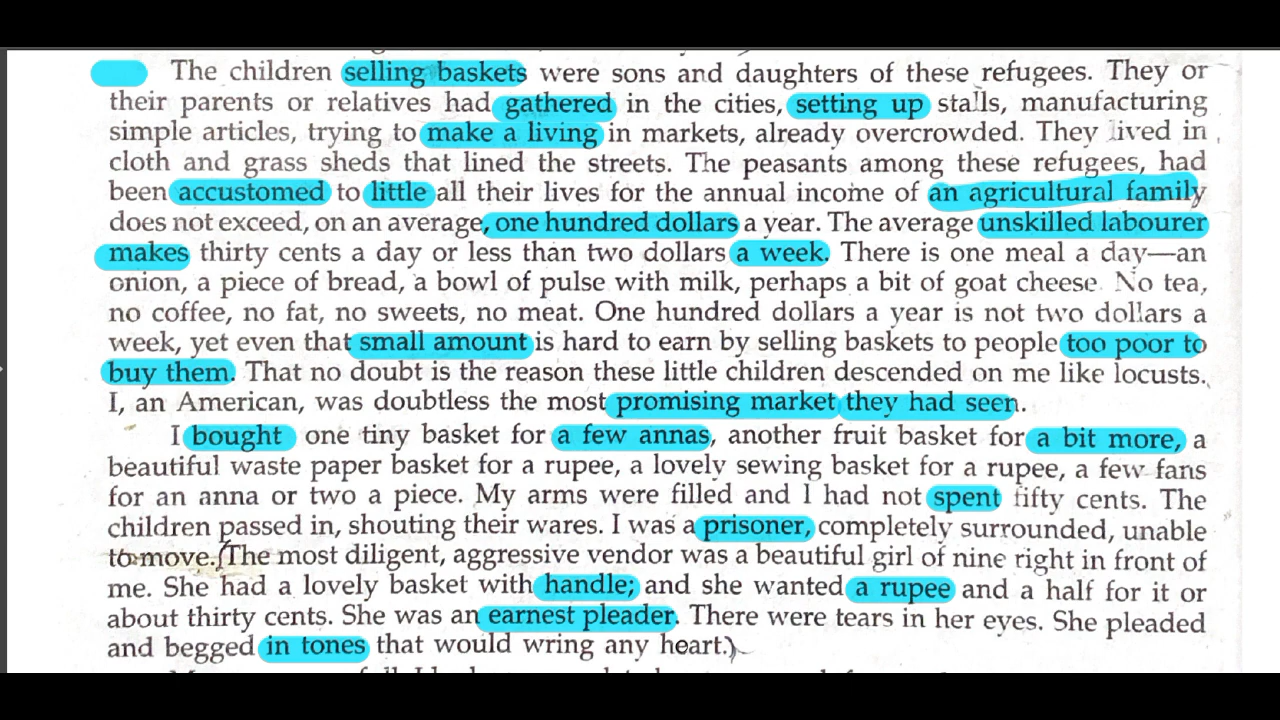 The children selling baskets were sons and daughters of these refugees. They or
their parents or relatives had gathered in the cities, setting up stalls, manufacturing
simple articles, trying to make a living in markets, already overcrowded. They lived in
cloth and grass sheds that lined the streets. The peasants among these refugees, had
been accustomed to little all their lives for the annual income of an agricultural family
does not exceed, on an average, one hundred dollars a year. The average unskilled labourer
makes thirty cents a day or less than two dollars a week. There is one meal a day—an
onion, a piece of bread, a bowl of pulse with milk, perhaps a bit of goat cheese. No tea,
no coffee, no fat, no sweets, no meat. One hundred dollars a year is not two dollars a
week, yet even that small amount is hard to earn by selling baskets to people too poor to
buy them. That no doubt is the reason these little children descended on me like locusts.
I, an American, was doubtless the most promising market they had seen.
I bought one tiny basket for a few annas, another fruit basket for a bit more, a
beautiful waste paper basket for a rupee, a lovely sewing basket for a rupee, a few fans
for an anna or two a piece. My arms were filled and I had not spent fifty cents. The
children passed in, shouting their wares. I was a prisoner, completely surrounded, unable
to move. (The most diligent, aggressive vendor was a beautiful girl of nine right in front of
me. She had a lovely basket with handle; and she wanted a rupee and a half for it or
about thirty cents. She was an earnest pleader. There were tears in her eyes. She pleaded
and begged in tones that would wring any heart.)